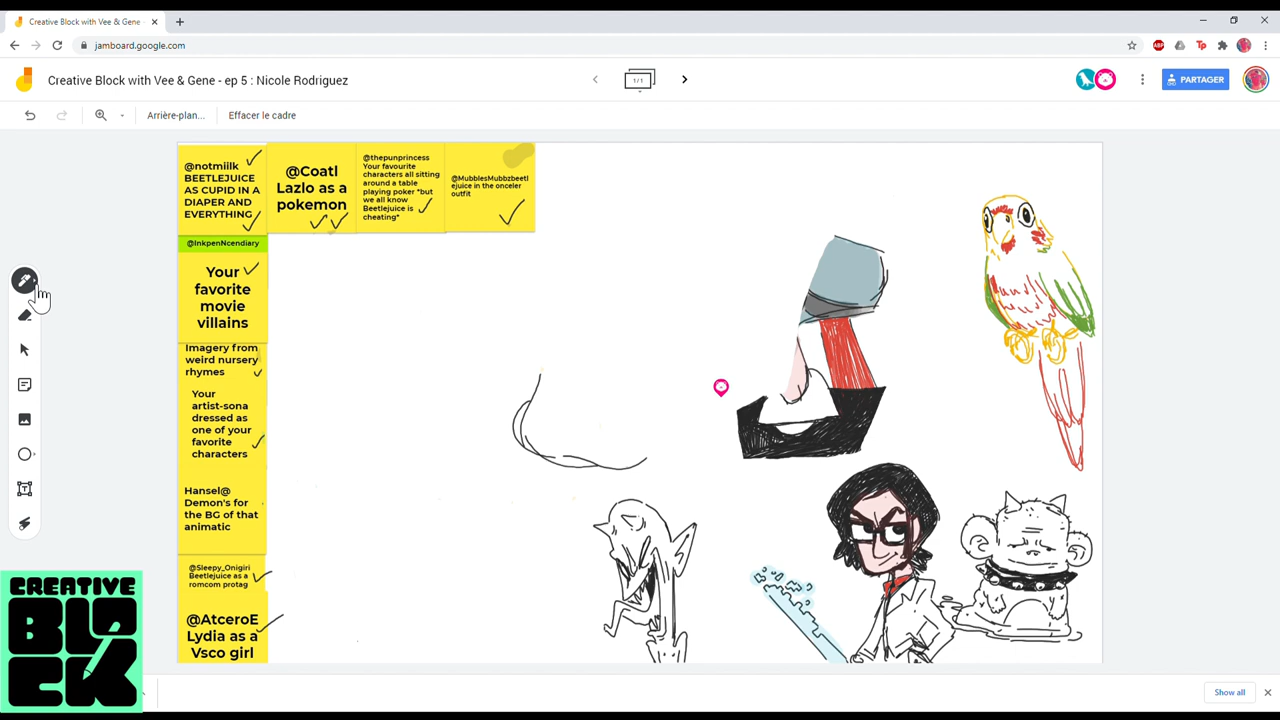 Creative Block with Vee & Gene -
jamboard.google.com
ABP
Tp
Creative Block with Vee & Gene - ep 5 : Nicole Rodriguez
1/1
PARTAGER
Arrière-plan...
Effacer le cadre
@notmiilk
BEETLEJUICE
AS CUPID IN A
DIAPER AND
EVERYTHING
@Coatl
Lazlo as a
pokemon
@thepunprincess
Your favourite
characters all sitting
around a table
playing poker *but
we all know
Beetlejuice is
cheating*
@MubblesMubbzbeetl
ejuice in the onceler
outfit
@InkpenNcendiary
Your
favorite
movie
villains
Imagery from
weird nursery
rhymes
Your
artist-sona
dressed as
one of your
favorite
characters
Hansel@
Demon's for
the BG of that
animatic
@Sleepy_Onigiri
Beetlejuice as a
romcom protag
@AtceroE
Lydia as a
Vsco girl
CREATIVE
BLOCK
Show all